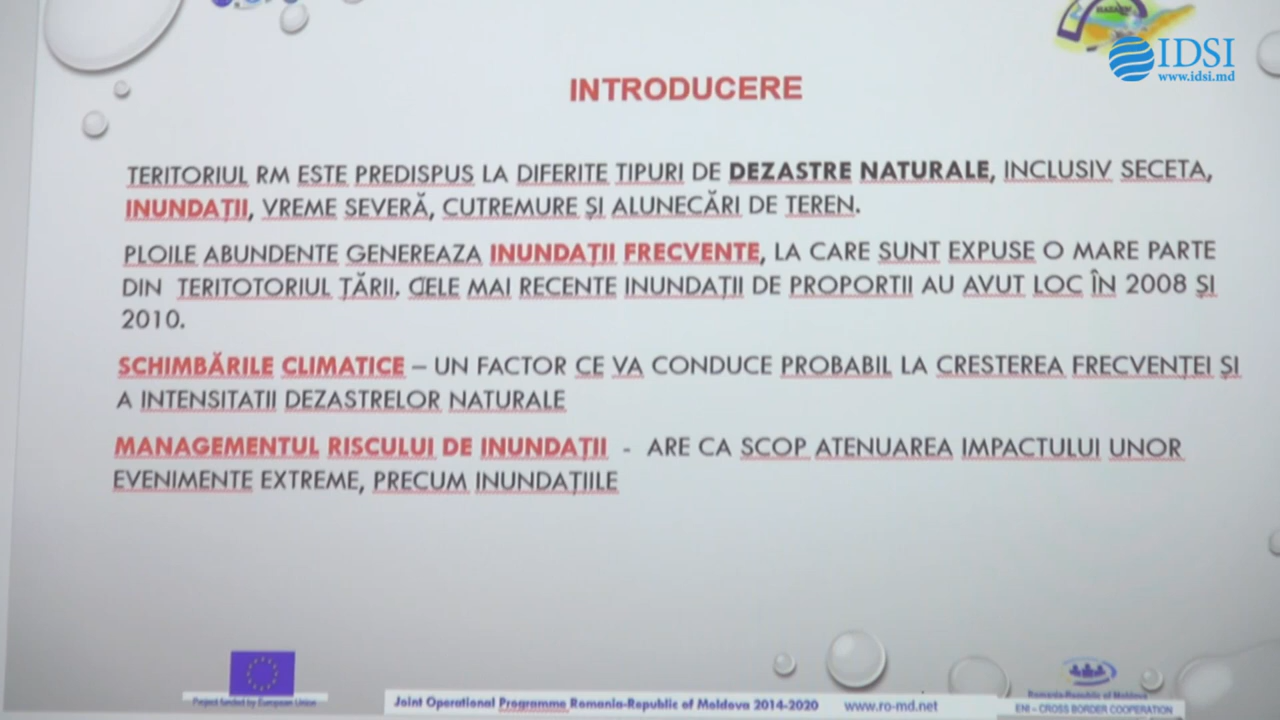 IDSI
www.idsi.md
INTRODUCERE
TERITORIUL RM ESTE PREDISPUS LA DIFERITE TIPURI DE DEZASTRE NATURALE, INCLUSIV SECETA,
INUNDAȚII, VREME SEVERĂ, CUTREMURE ȘI ALUNECĂRI DE TEREN.
PLOILE ABUNDENTE GENEREAZA INUNDAȚII FRECVENTE, LA CARE SUNT EXPUSE O MARE PARTE
DIN TERITOTORIUL ȚĂRII. CELE MAI RECENTE INUNDAȚII DE PROPORTII AU AVUT LOC ÎN 2008 ȘI
2010.
SCHIMBĂRILE CLIMATICE – UN FACTOR CE VA CONDUCE PROBABIL LA CRESTEREA FRECVENȚEI ȘI
A INTENSITATII DEZASTRELOR NATURALE
MANAGEMENTUL RISCULUI DE INUNDAȚII - ARE CA SCOP ATENUAREA IMPACTULUI UNOR
EVENIMENTE EXTREME, PRECUM INUNDAȚIILE
Project funded by European Union
Joint Operational Programme Romania-Republic of Moldova 2014-2020 www.ro-md.net
Romania-Republic of Moldova
ENI – CROSS BORDER COOPERATION